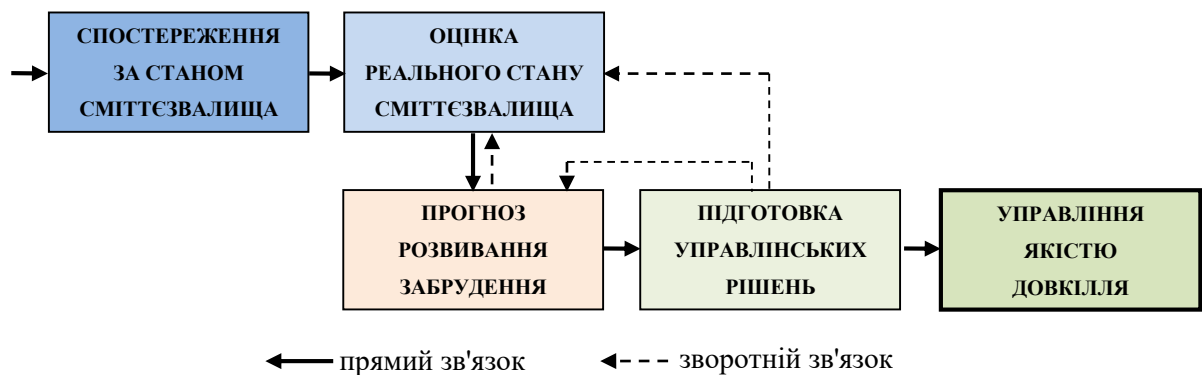 СПОСТЕРЕЖЕННЯ
ЗА СТАНОМ
СМІТТЄЗВАЛИЩА
ОЦІНКА
РЕАЛЬНОГО СТАНУ
СМІТТЄЗВАЛИЩА
ПРОГНОЗ
РОЗВИВАННЯ
ЗАБРУДЕННЯ
ПІДГОТОВКА
УПРАВЛІНСЬКИХ
РІШЕНЬ
УПРАВЛІННЯ
ЯКІСТЮ
ДОВКІЛЛЯ
прямий зв'язок
зворотній зв'язок